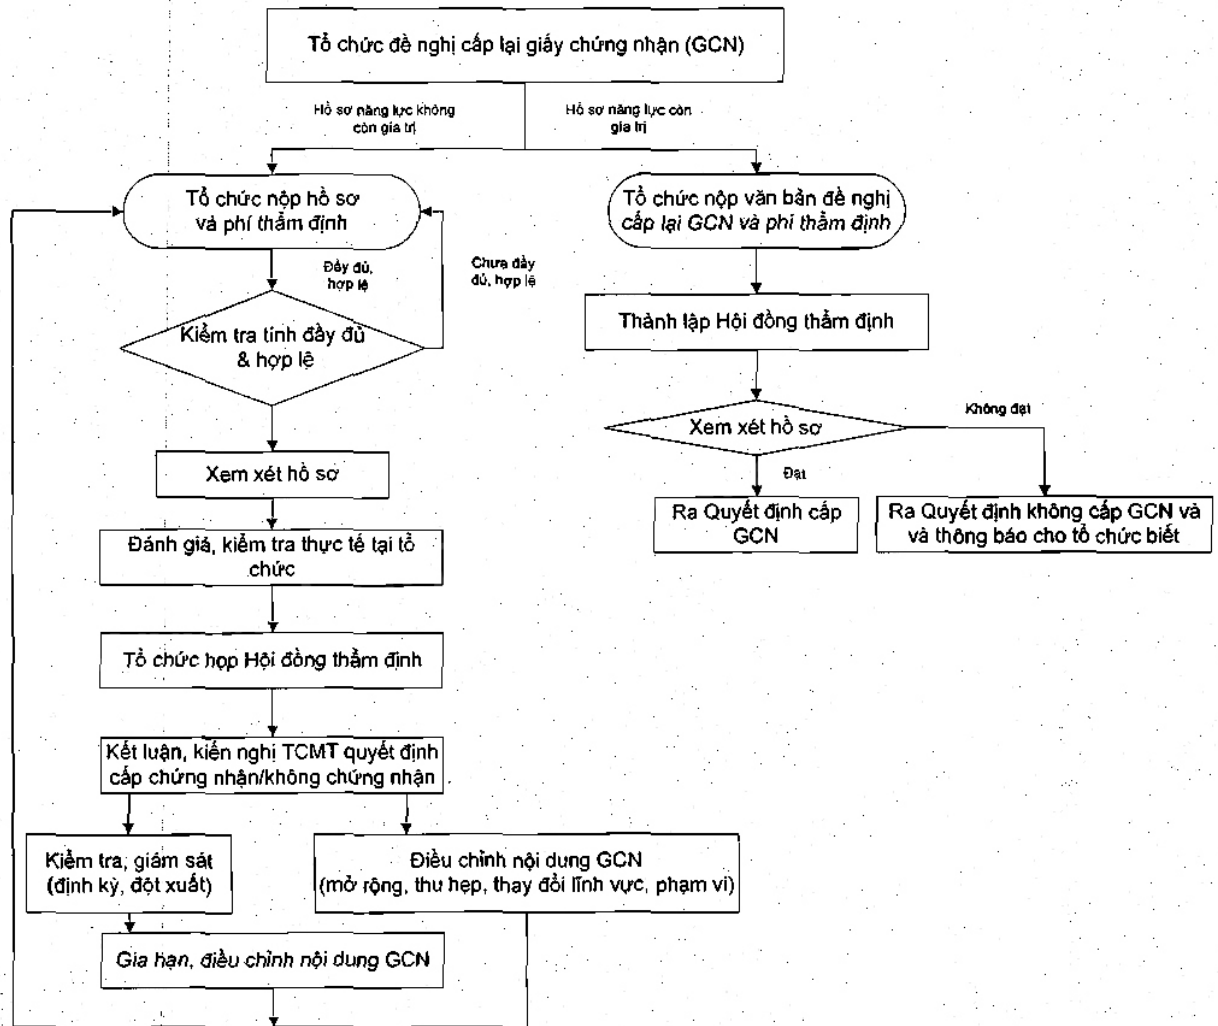 Tổ chức đề nghị cấp lại giấy chứng nhận (GCN)
Hồ sơ năng lực không
còn gia trị
Hồ sơ năng lực còn
gia trị
Tổ chức nộp hồ sơ
và phí thẩm định
Tổ chức nộp văn bản đề nghị
cấp lại GCN và phí thẩm định
Đầy đủ,
hợp lệ
Chưa đầy
đủ, hợp lệ
Kiểm tra tính đầy đủ
& hợp lệ
Thành lập Hội đồng thẩm định
Xem xét hồ sơ
Không đạt
Đạt
Xem xét hồ sơ
Ra Quyết định cấp
GCN
Ra Quyết định không cấp GCN và
và thông báo cho tổ chức biết
Đánh giá, kiểm tra thực tế tại tổ
chức
Tổ chức họp Hội đồng thẩm định
Kết luận, kiến nghị TCMT quyết định
cấp chứng nhận/không chứng nhận
Kiểm tra, giám sát
(định kỳ, đột xuất)
Điều chỉnh nội dung GCN
(mở rộng, thu hẹp, thay đổi lĩnh vực, phạm vi)
Gia hạn, điều chỉnh nội dung GCN